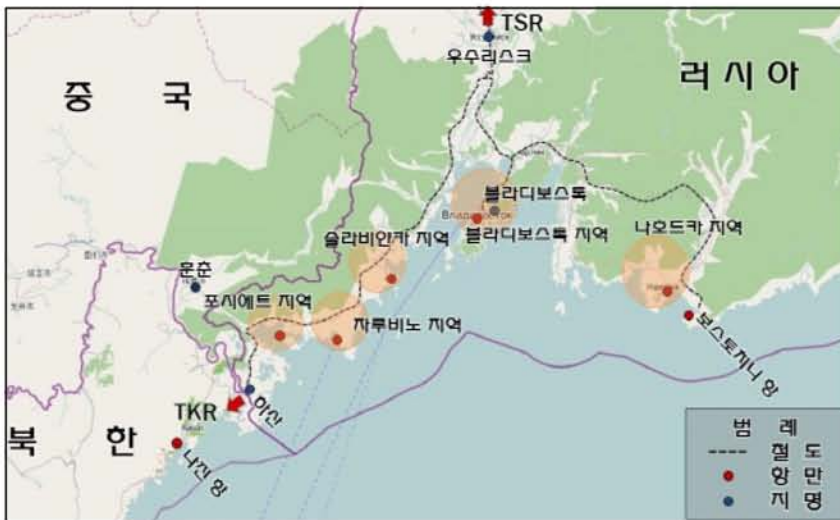 TSR
우수리스크
러 시 아
중 국
블라디보스톡
Владивосток
블라디보스톡 지역
슬라비얀카 지역
나호드카 지역
훈춘
포시에트 지역
자루비노 지역
보스토치니 항
하산
TKR
북 한
나진 항
범 례
철 도
항 만
지 명